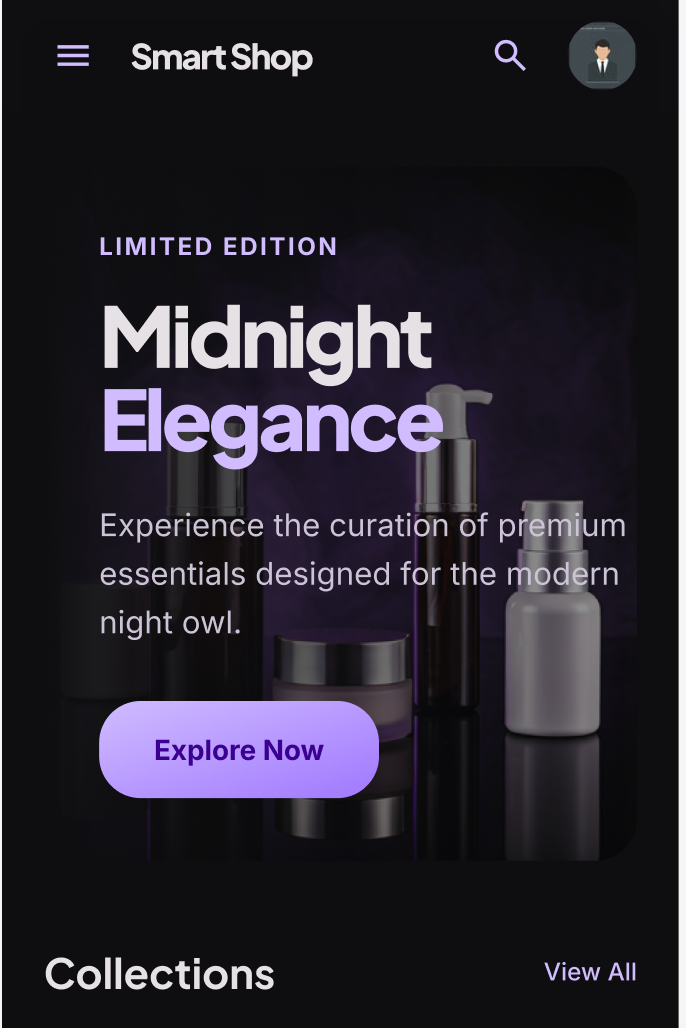 Smart Shop
LIMITED EDITION
Midnight
Elegance
Experience the curation of premium
essentials designed for the modern
night owl.
Explore Now
Collections
View All